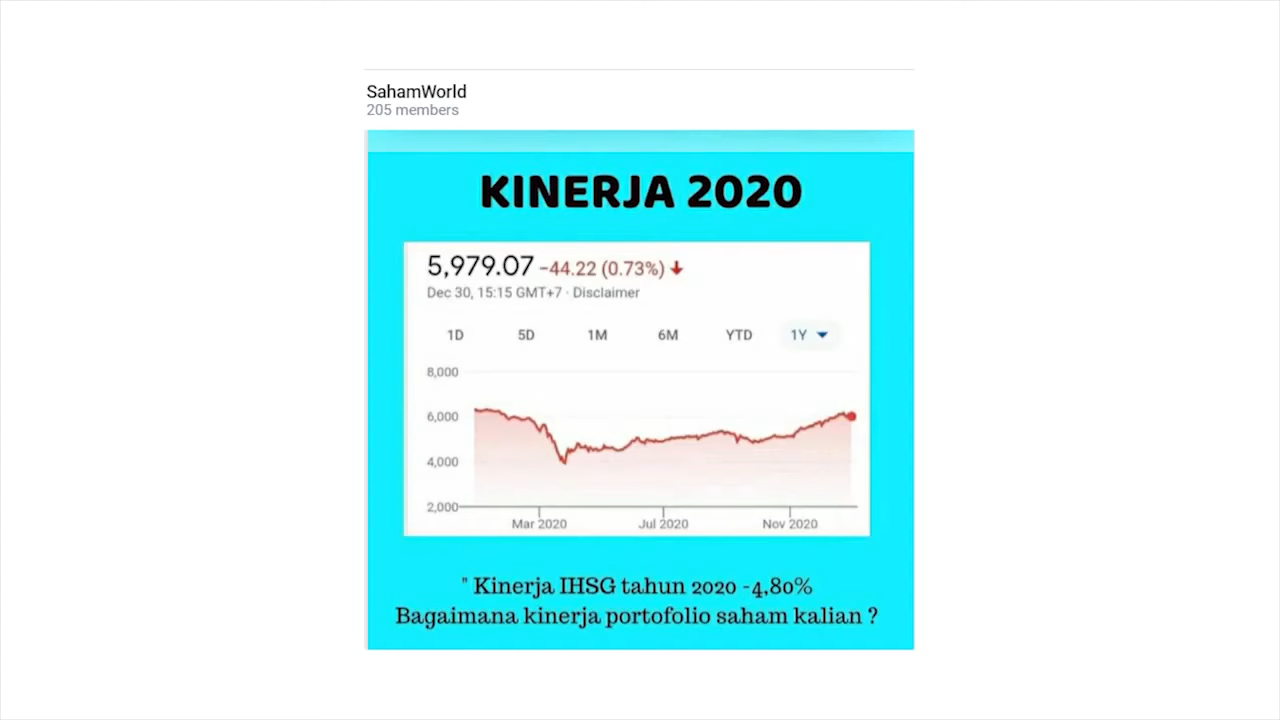 SahamWorld
205 members
KINERJA 2020
5,979.07 -44.22 (0.73%) ↓
Dec 30, 15:15 GMT+7 · Disclaimer
1D 5D 1M 6M YTD 1Y
8,000
6,000
4,000
2,000
Mar 2020 Jul 2020 Nov 2020
" Kinerja IHSG tahun 2020 -4,80%
Bagaimana kinerja portofolio saham kalian ?